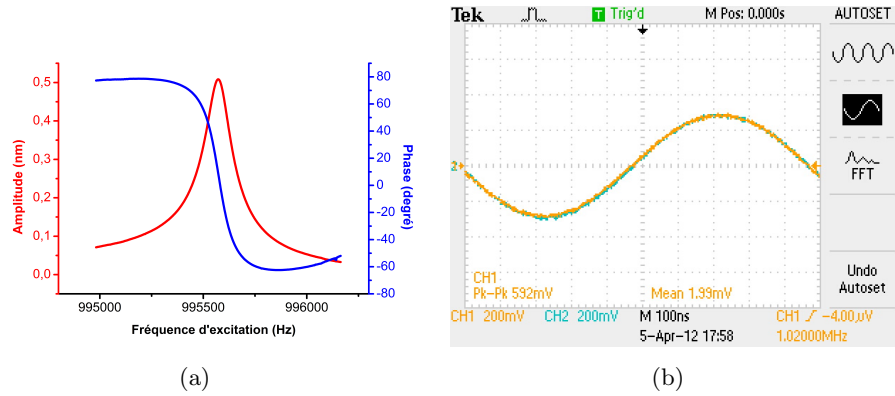 Amplitude (nm)
0,5
0,4
0,3
0,2
0,1
0,0
80
60
40
20
0
-20
-40
-60
-80
Phase (degré)
995000 995500 996000
Fréquence d'excitation (Hz)
(a)
Tek T Trig'd M Pos: 0.000s AUTOSET
2
FFT
CH1
Pk-Pk 592mV Mean 1.99mV
Undo
Autoset
CH1 200mV CH2 200mV M 100ns CH1 -4.00µV
5-Apr-12 17:58 1.02000MHz
(b)